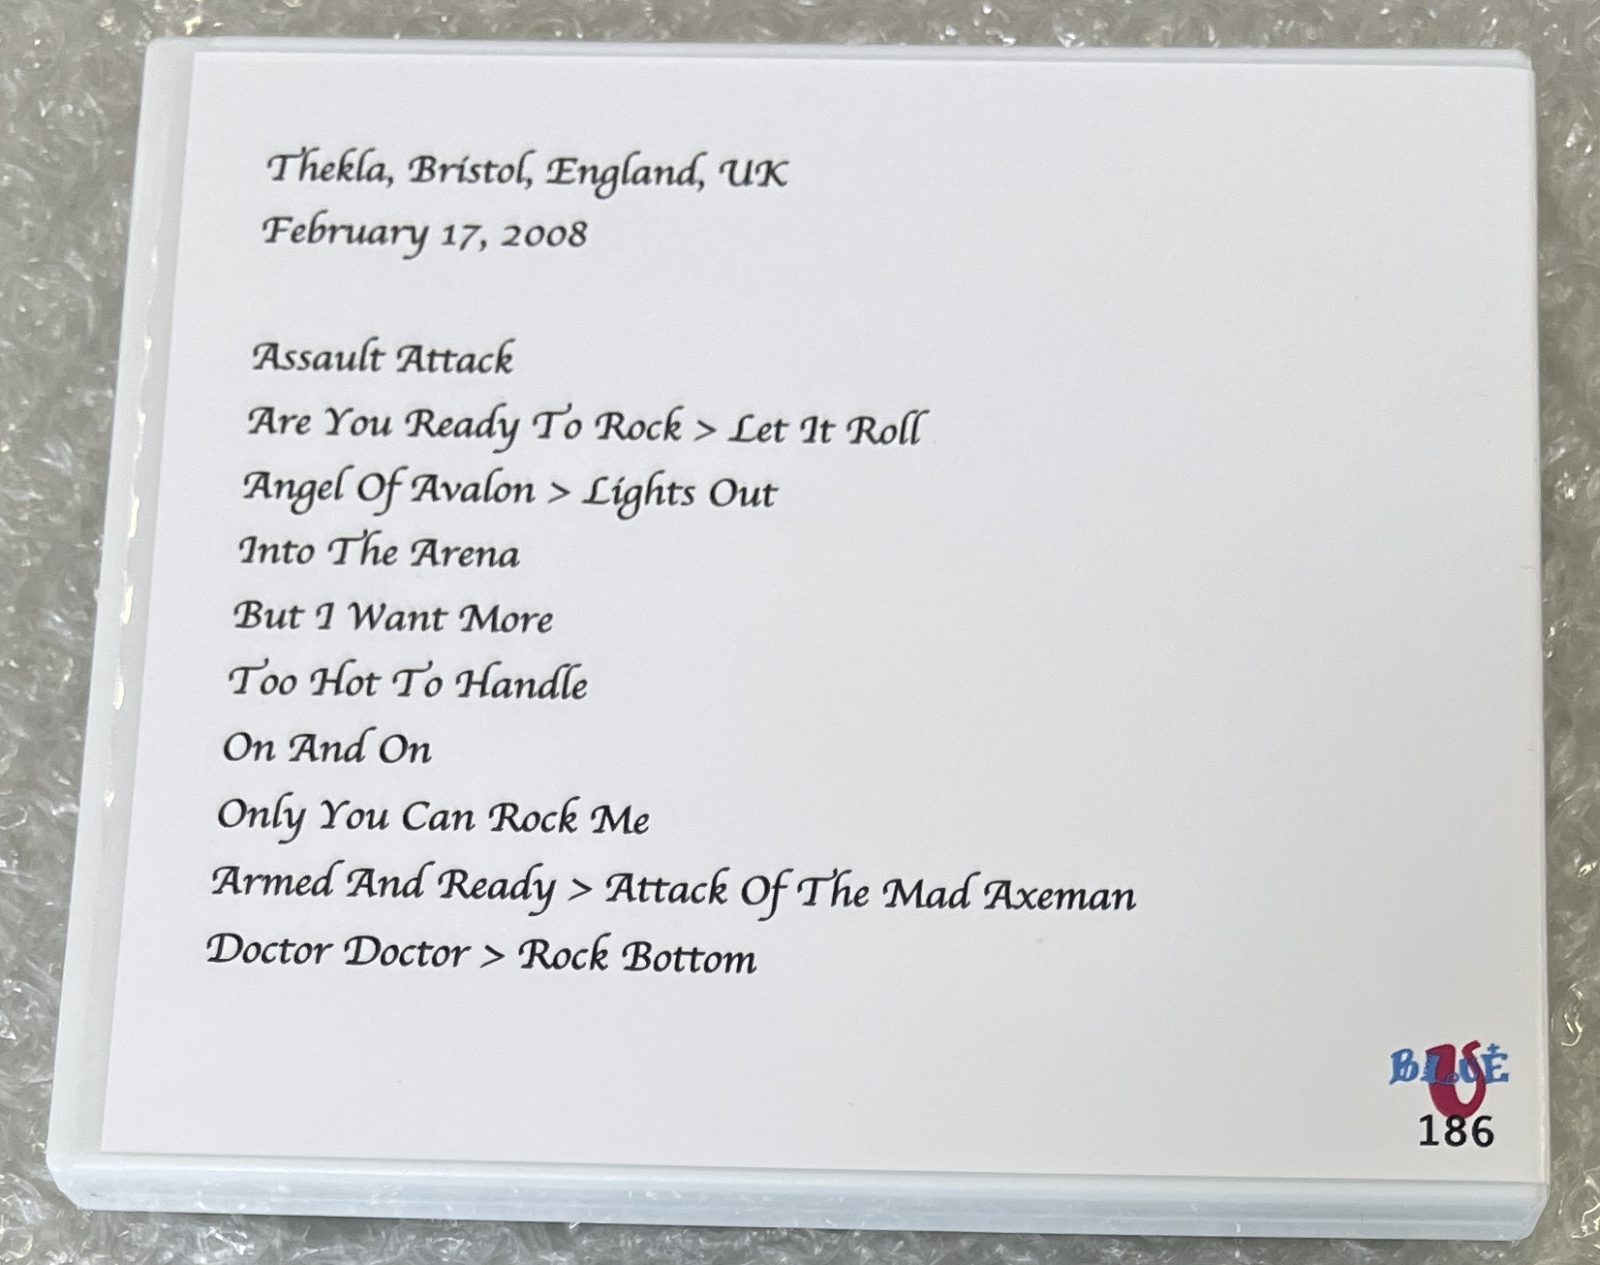 Thekla, Bristol, England, UK
February 17, 2008
Assault Attack
Are You Ready To Rock > Let It Roll
Angel Of Avalon > Lights Out
Into The Arena
But I Want More
Too Hot To Handle
On And On
Only You Can Rock Me
Armed And Ready > Attack Of The Mad Axeman
Doctor Doctor > Rock Bottom
BLUE
186